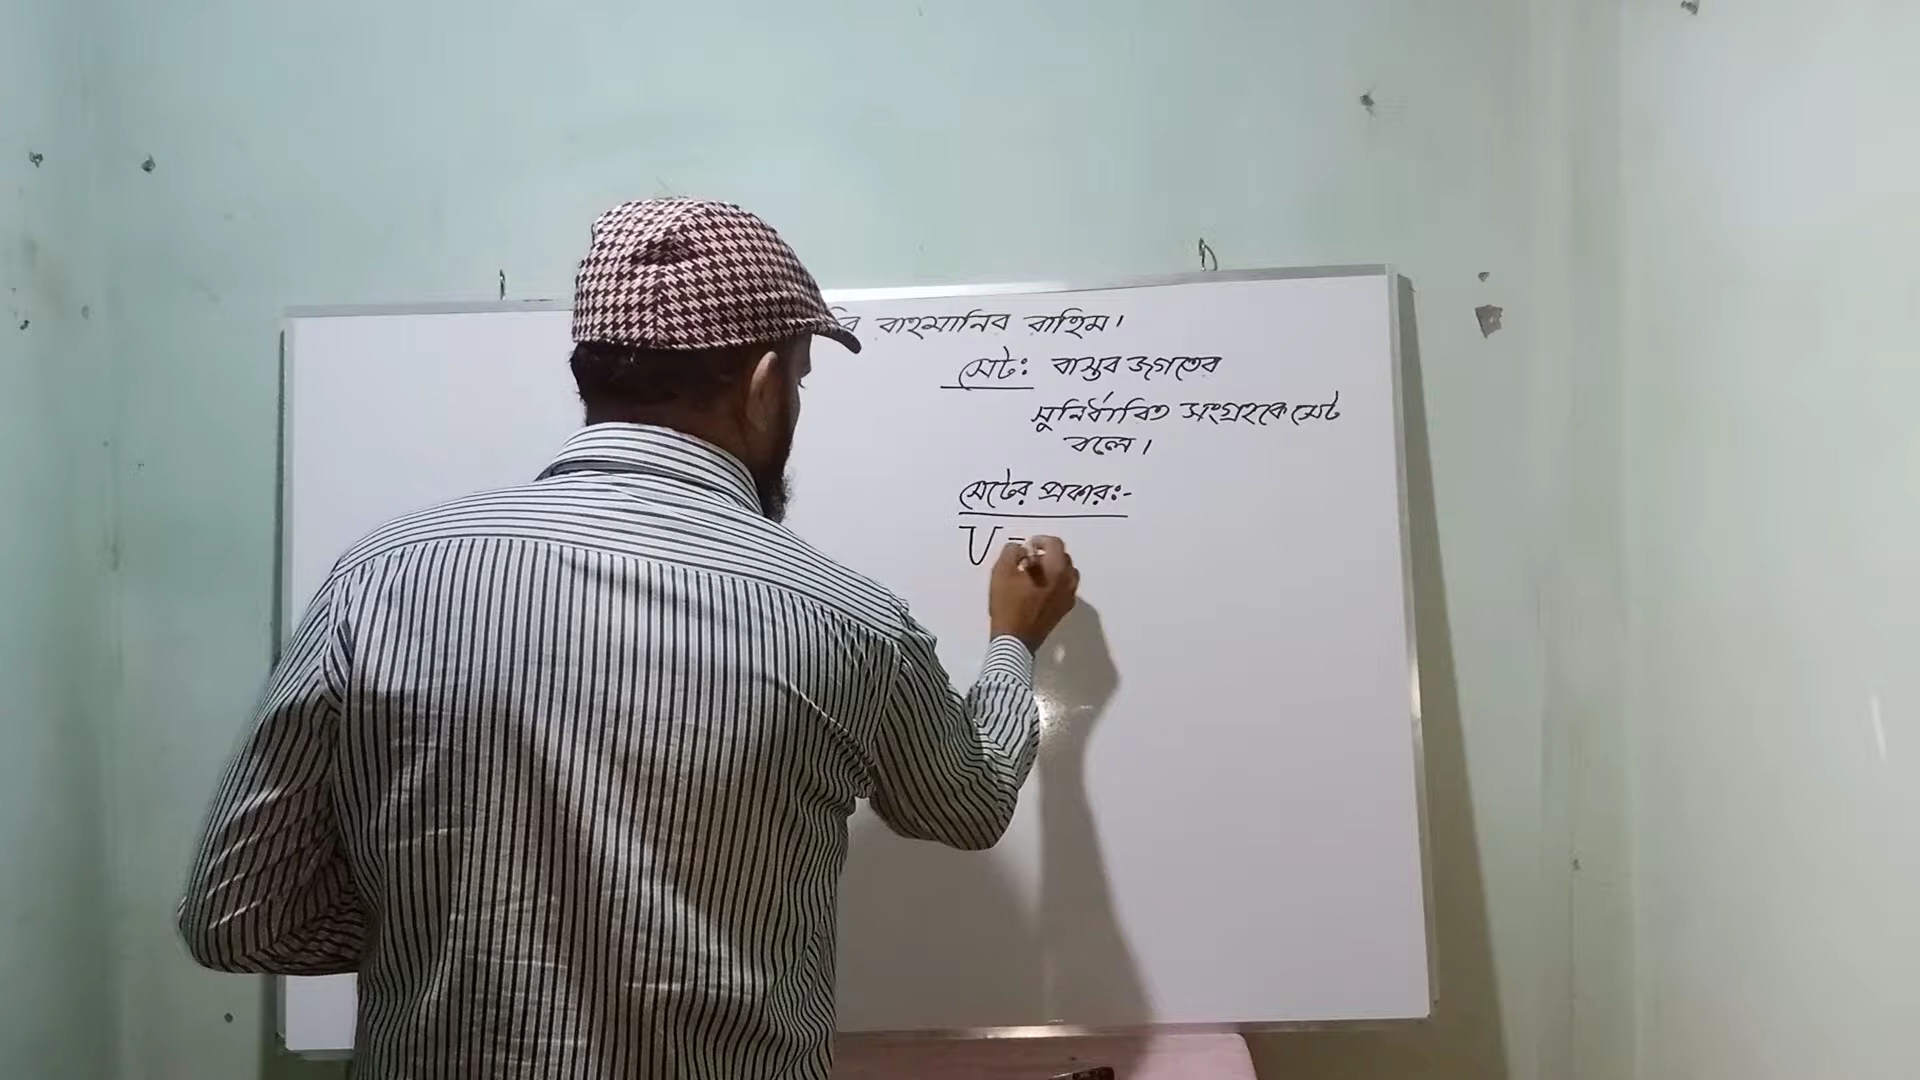 রাহমানির রাহিম।
সেট: বাস্তব জগতের
সুনির্ধারিত সংগ্রহকে সেট
বলে।
সেটের প্রকার:-
U =